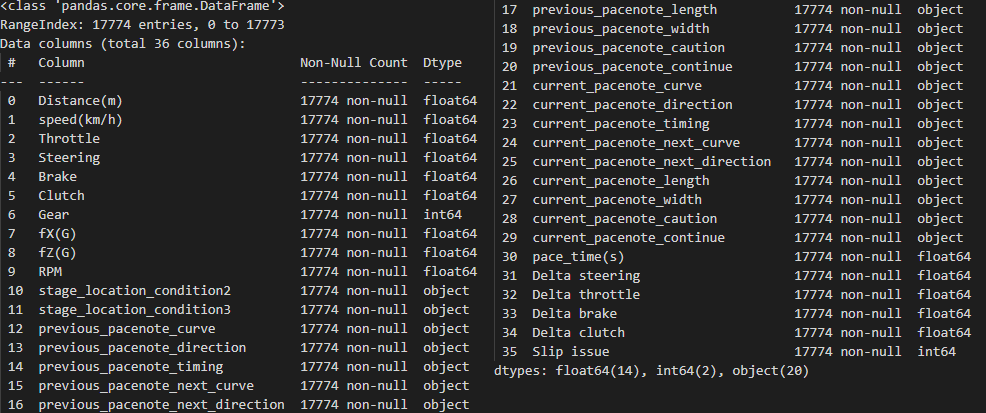 <class 'pandas.core.frame.DataFrame'>
RangeIndex: 17774 entries, 0 to 17773
Data columns (total 36 columns):
 #   Column                           Non-Null Count  Dtype
---  ------                           --------------  -----
 0   Distance(m)                      17774 non-null  float64
 1   speed(km/h)                      17774 non-null  float64
 2   Throttle                         17774 non-null  float64
 3   Steering                         17774 non-null  float64
 4   Brake                            17774 non-null  float64
 5   Clutch                           17774 non-null  float64
 6   Gear                             17774 non-null  int64
 7   fX(G)                            17774 non-null  float64
 8   fZ(G)                            17774 non-null  float64
 9   RPM                              17774 non-null  float64
 10  stage_location_condition2        17774 non-null  object
 11  stage_location_condition3        17774 non-null  object
 12  previous_pacenote_curve          17774 non-null  object
 13  previous_pacenote_direction      17774 non-null  object
 14  previous_pacenote_timing         17774 non-null  object
 15  previous_pacenote_next_curve     17774 non-null  object
 16  previous_pacenote_next_direction 17774 non-null  object
 17  previous_pacenote_length         17774 non-null  object
 18  previous_pacenote_width          17774 non-null  object
 19  previous_pacenote_caution        17774 non-null  object
 20  previous_pacenote_continue       17774 non-null  object
 21  current_pacenote_curve           17774 non-null  object
 22  current_pacenote_direction       17774 non-null  object
 23  current_pacenote_timing          17774 non-null  object
 24  current_pacenote_next_curve      17774 non-null  object
 25  current_pacenote_next_direction  17774 non-null  object
 26  current_pacenote_length          17774 non-null  object
 27  current_pacenote_width           17774 non-null  object
 28  current_pacenote_caution         17774 non-null  object
 29  current_pacenote_continue        17774 non-null  object
 30  pace_time(s)                     17774 non-null  float64
 31  Delta steering                   17774 non-null  float64
 32  Delta throttle                   17774 non-null  float64
 33  Delta brake                      17774 non-null  float64
 34  Delta clutch                     17774 non-null  float64
 35  Slip issue                       17774 non-null  int64
dtypes: float64(14), int64(2), object(20)